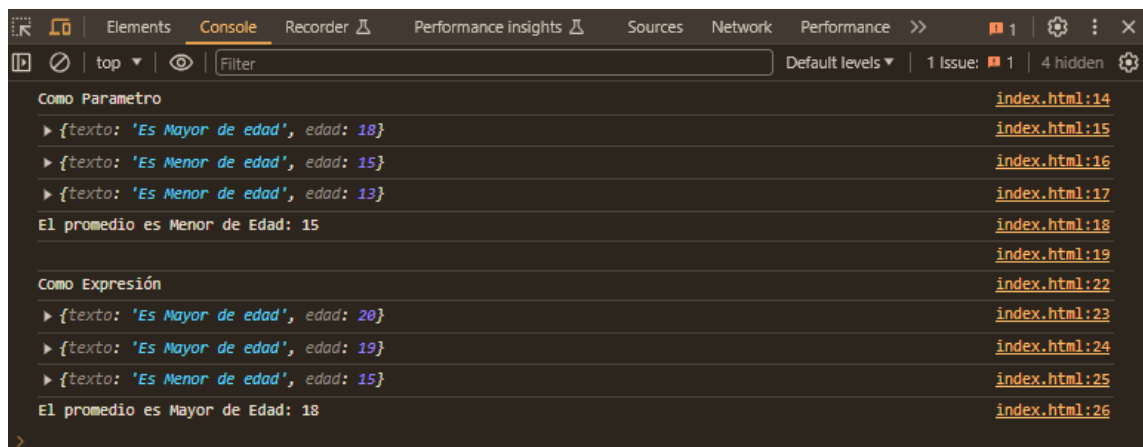 Elements Console Recorder Performance insights Sources Network Performance >> 1
top Filter Default levels 1 Issue: 1 4 hidden
Como Parametro index.html:14
{texto: 'Es Mayor de edad', edad: 18} index.html:15
{texto: 'Es Menor de edad', edad: 15} index.html:16
{texto: 'Es Menor de edad', edad: 13} index.html:17
El promedio es Menor de Edad: 15 index.html:18
index.html:19
Como Expresión index.html:22
{texto: 'Es Mayor de edad', edad: 20} index.html:23
{texto: 'Es Mayor de edad', edad: 19} index.html:24
{texto: 'Es Menor de edad', edad: 15} index.html:25
El promedio es Mayor de Edad: 18 index.html:26
>